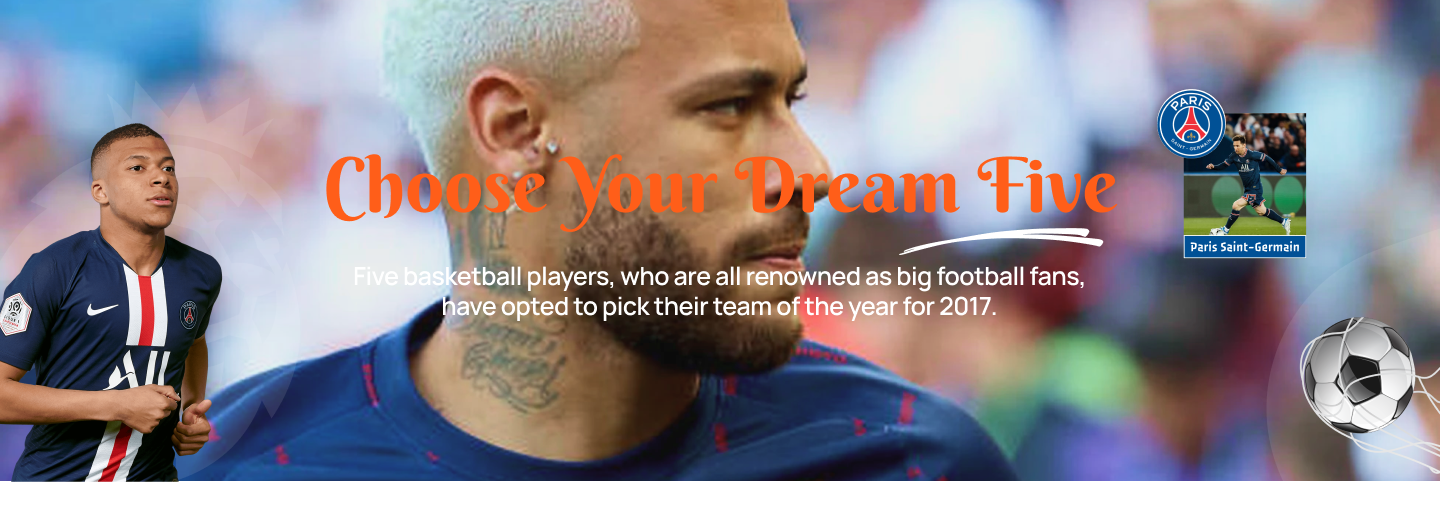 Choose Your Dream Five
Five basketball players, who are all renowned as big football fans,
have opted to pick their team of the year for 2017.
PARIS
SAINT-GERMAIN
Paris Saint-Germain